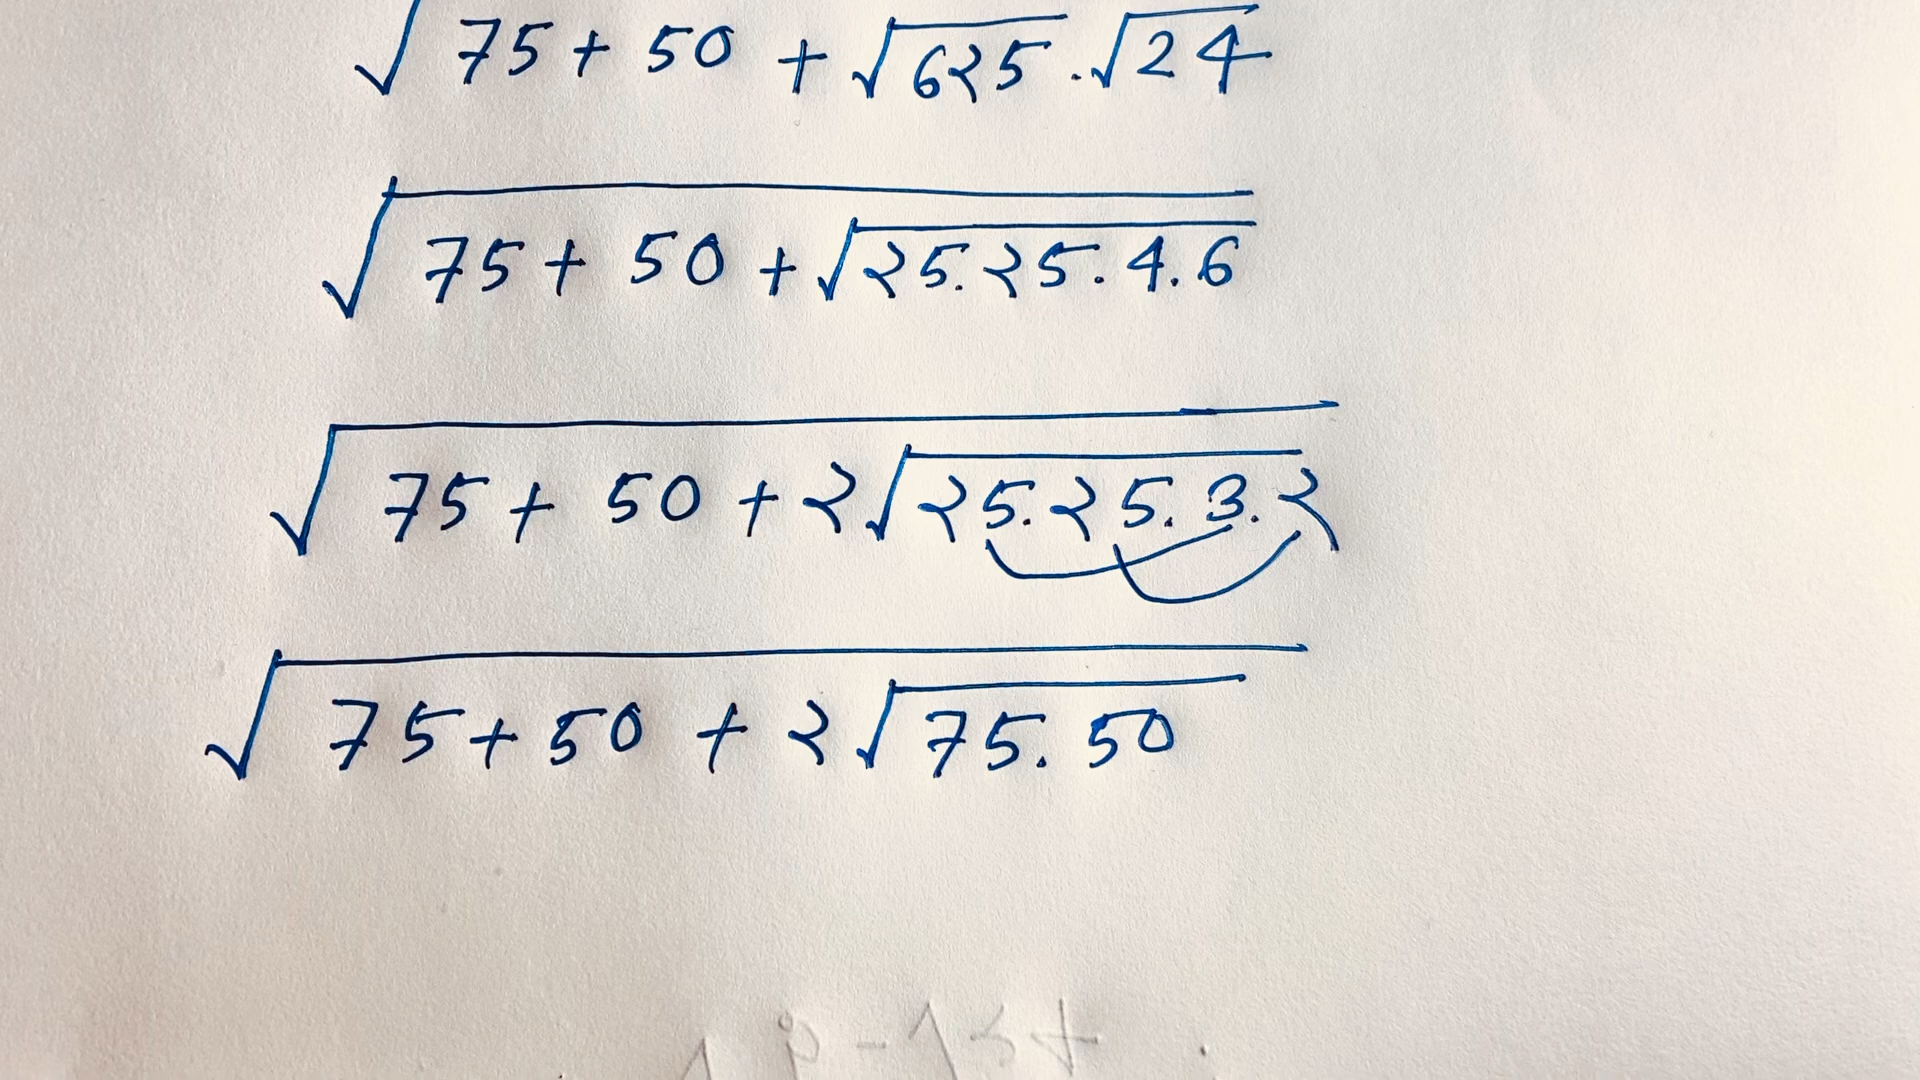 √75 + 50 + √625 . √24
√75 + 50 + √25 . 25 . 4 . 6
√75 + 50 + 2√25 . 25 . 3 . 2
√75 + 50 + 2√75 . 50